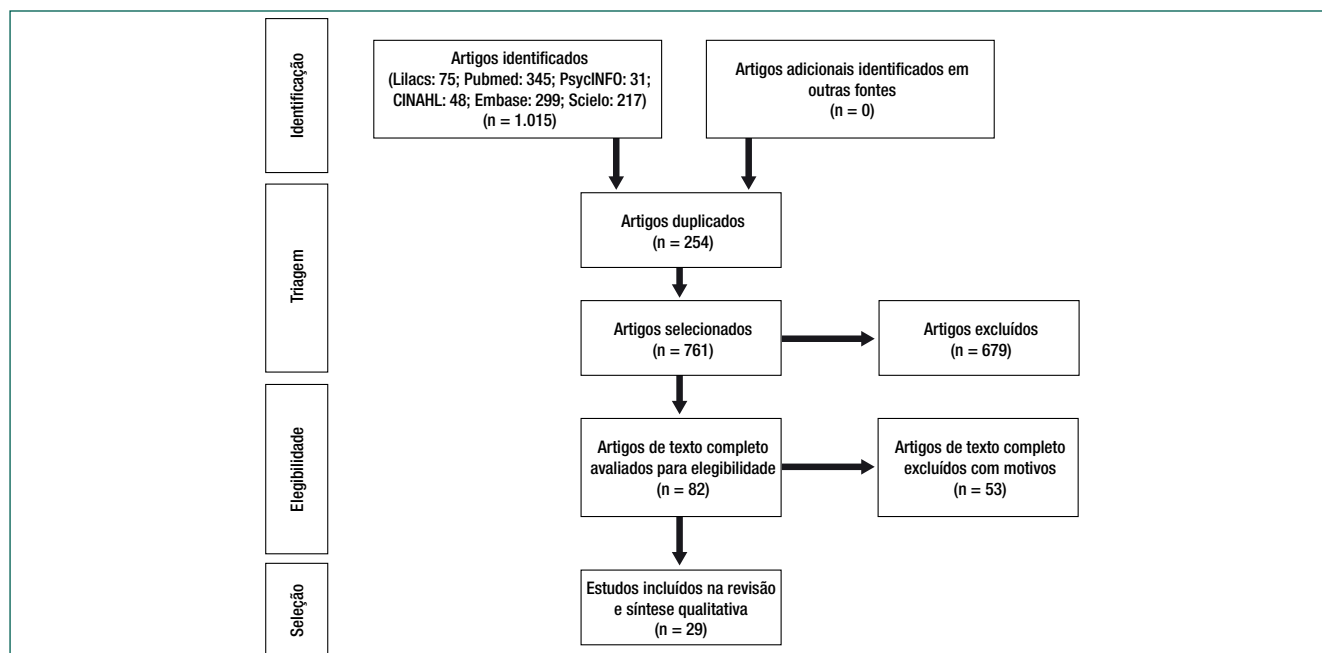 Identificação
Artigos identificados
(Lilacs: 75; Pubmed: 345; PsycINFO: 31;
CINAHL: 48; Embase: 299; Scielo: 217)
(n = 1.015)
Artigos adicionais identificados em
outras fontes
(n = 0)
Triagem
Artigos duplicados
(n = 254)
Artigos selecionados
(n = 761)
Artigos excluídos
(n = 679)
Elegibilidade
Artigos de texto completo
avaliados para elegibilidade
(n = 82)
Artigos de texto completo
excluídos com motivos
(n = 53)
Seleção
Estudos incluídos na revisão
e síntese qualitativa
(n = 29)